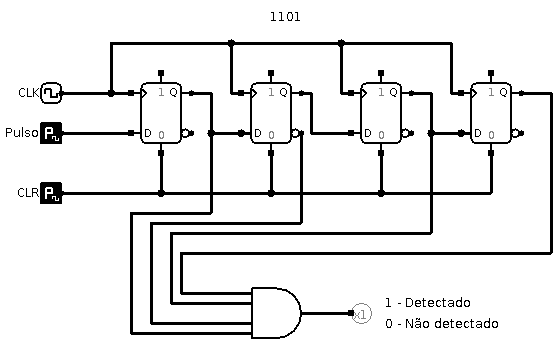 1101
CLK
1 Q
1 Q
1 Q
1 Q
Pulso
P
D 0
D 0
D 0
D 0
CLR
P
x1
1 - Detectado
0 - Não detectado